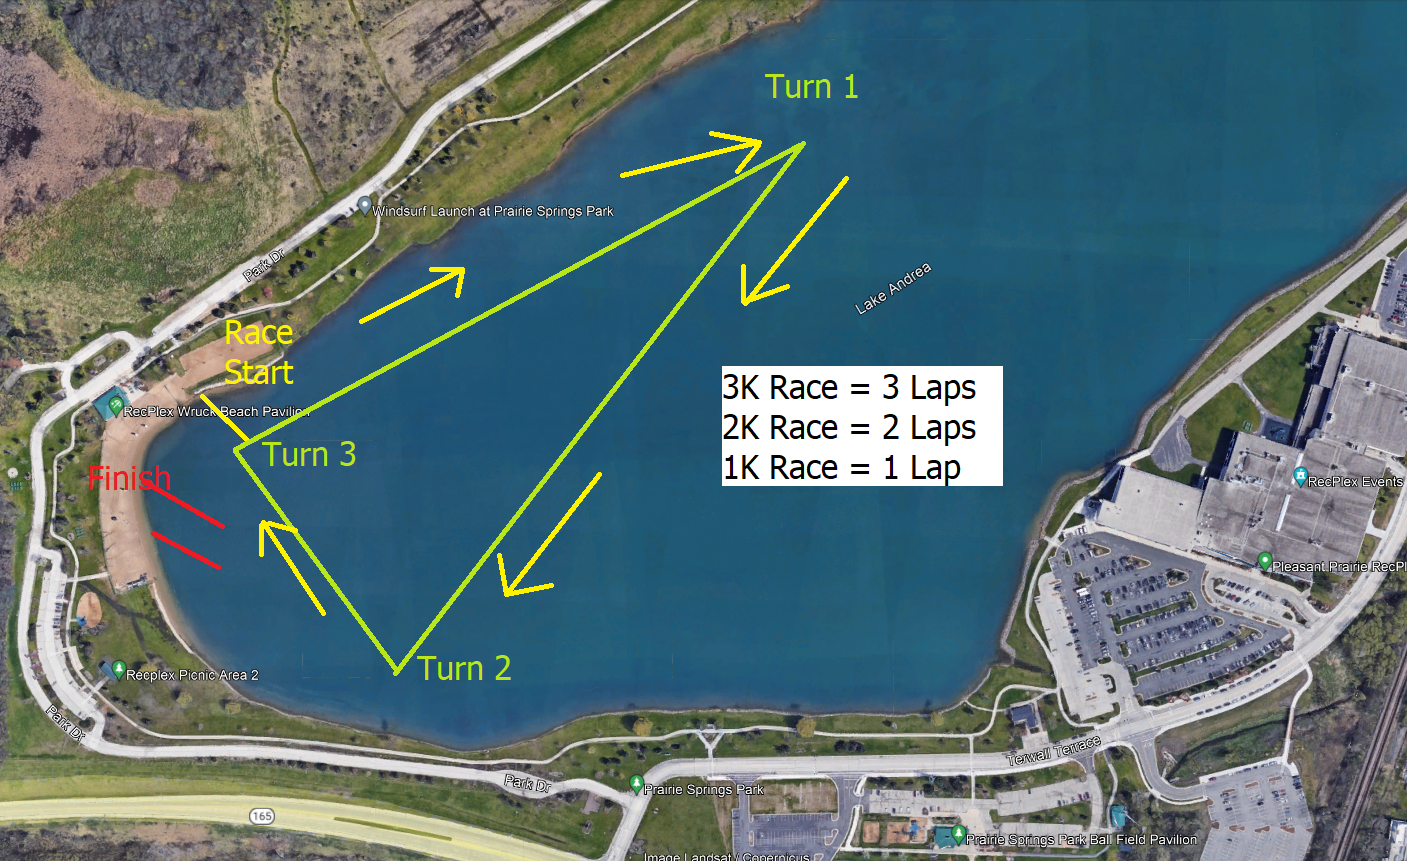 Turn 1
Windsurf Launch at Prairie Springs Park
Park Dr
Lake Andrea
Race
Start
3K Race = 3 Laps
2K Race = 2 Laps
1K Race = 1 Lap
RecPlex Wruck Beach Pavilion
Turn 3
Finish
RecPlex Events
Pleasant Prairie RecPl
Turn 2
Recplex Picnic Area 2
Park Dr
Terwall Terrace
Park Dr
Prairie Springs Park
165
Prairie Springs Park Ball Field Pavilion
Image Landsat / Copernicus